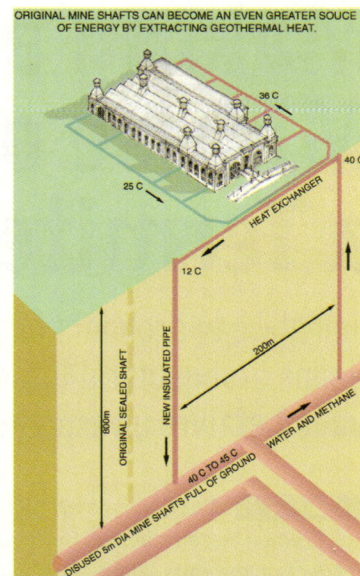 ORIGINAL MINE SHAFTS CAN BECOME AN EVEN GREATER SOUCE
OF ENERGY BY EXTRACTING GEOTHERMAL HEAT.
36 C
40 C
25 C
HEAT EXCHANGER
12 C
800m
ORIGINAL SEALED SHAFT
NEW INSULATED PIPE
200m
40 C TO 45 C
DISUSED 5m DIA MINE SHAFTS FULL OF GROUND WATER AND METHANE